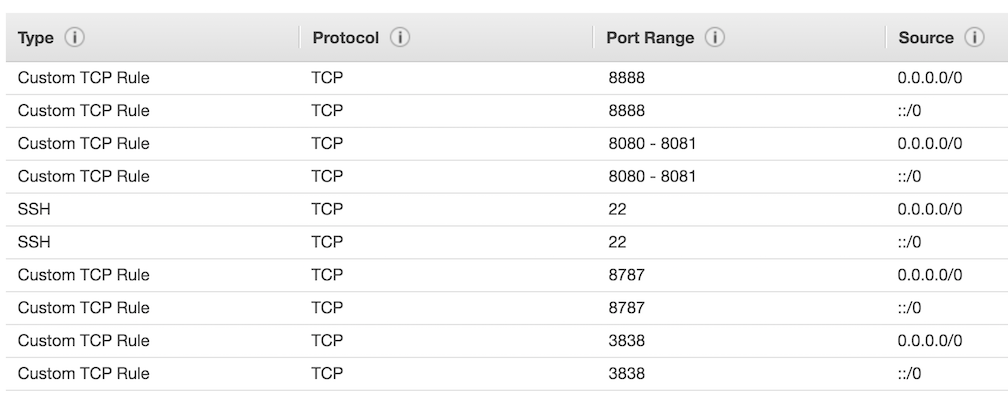 Type i Protocol i Port Range i Source i
Custom TCP Rule TCP 8888 0.0.0.0/0
Custom TCP Rule TCP 8888 ::/0
Custom TCP Rule TCP 8080 - 8081 0.0.0.0/0
Custom TCP Rule TCP 8080 - 8081 ::/0
SSH TCP 22 0.0.0.0/0
SSH TCP 22 ::/0
Custom TCP Rule TCP 8787 0.0.0.0/0
Custom TCP Rule TCP 8787 ::/0
Custom TCP Rule TCP 3838 0.0.0.0/0
Custom TCP Rule TCP 3838 ::/0